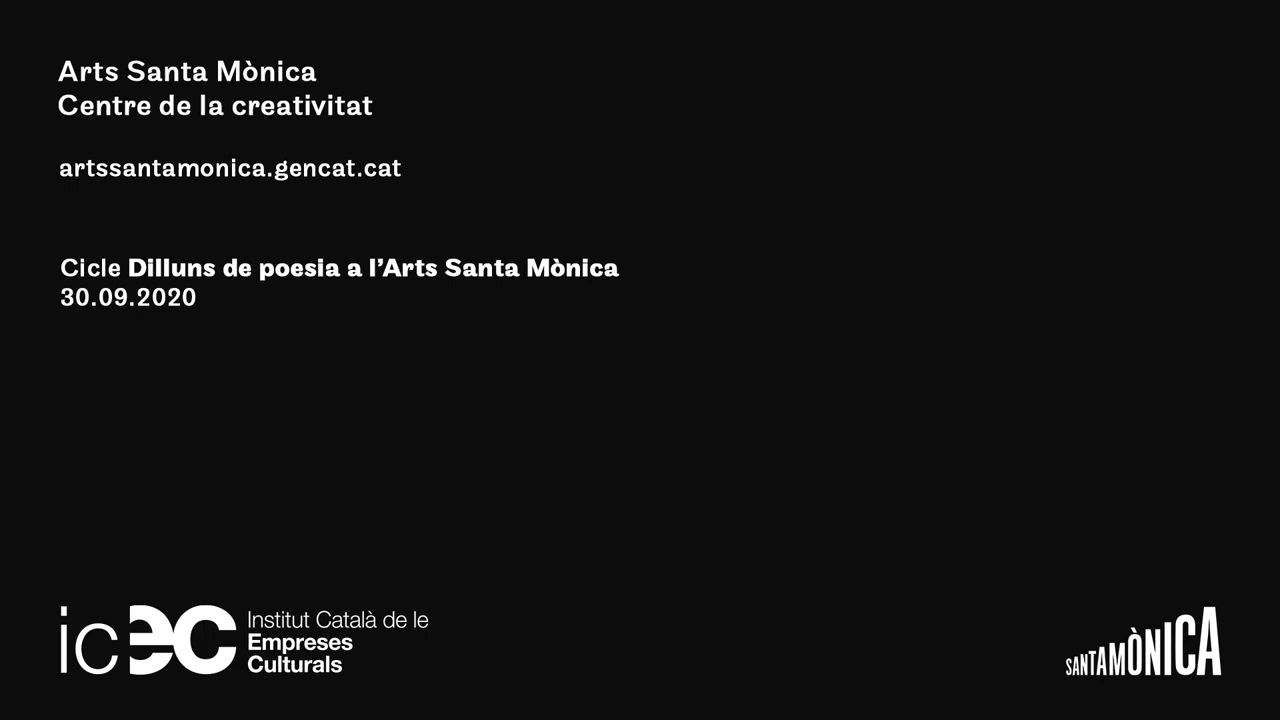 Arts Santa Mònica
Centre de la creativitat
artssantamonica.gencat.cat
Cicle Dilluns de poesia a l’Arts Santa Mònica
30.09.2020
icec
Institut Català de le
Empreses
Culturals
SANTAMÒNICA